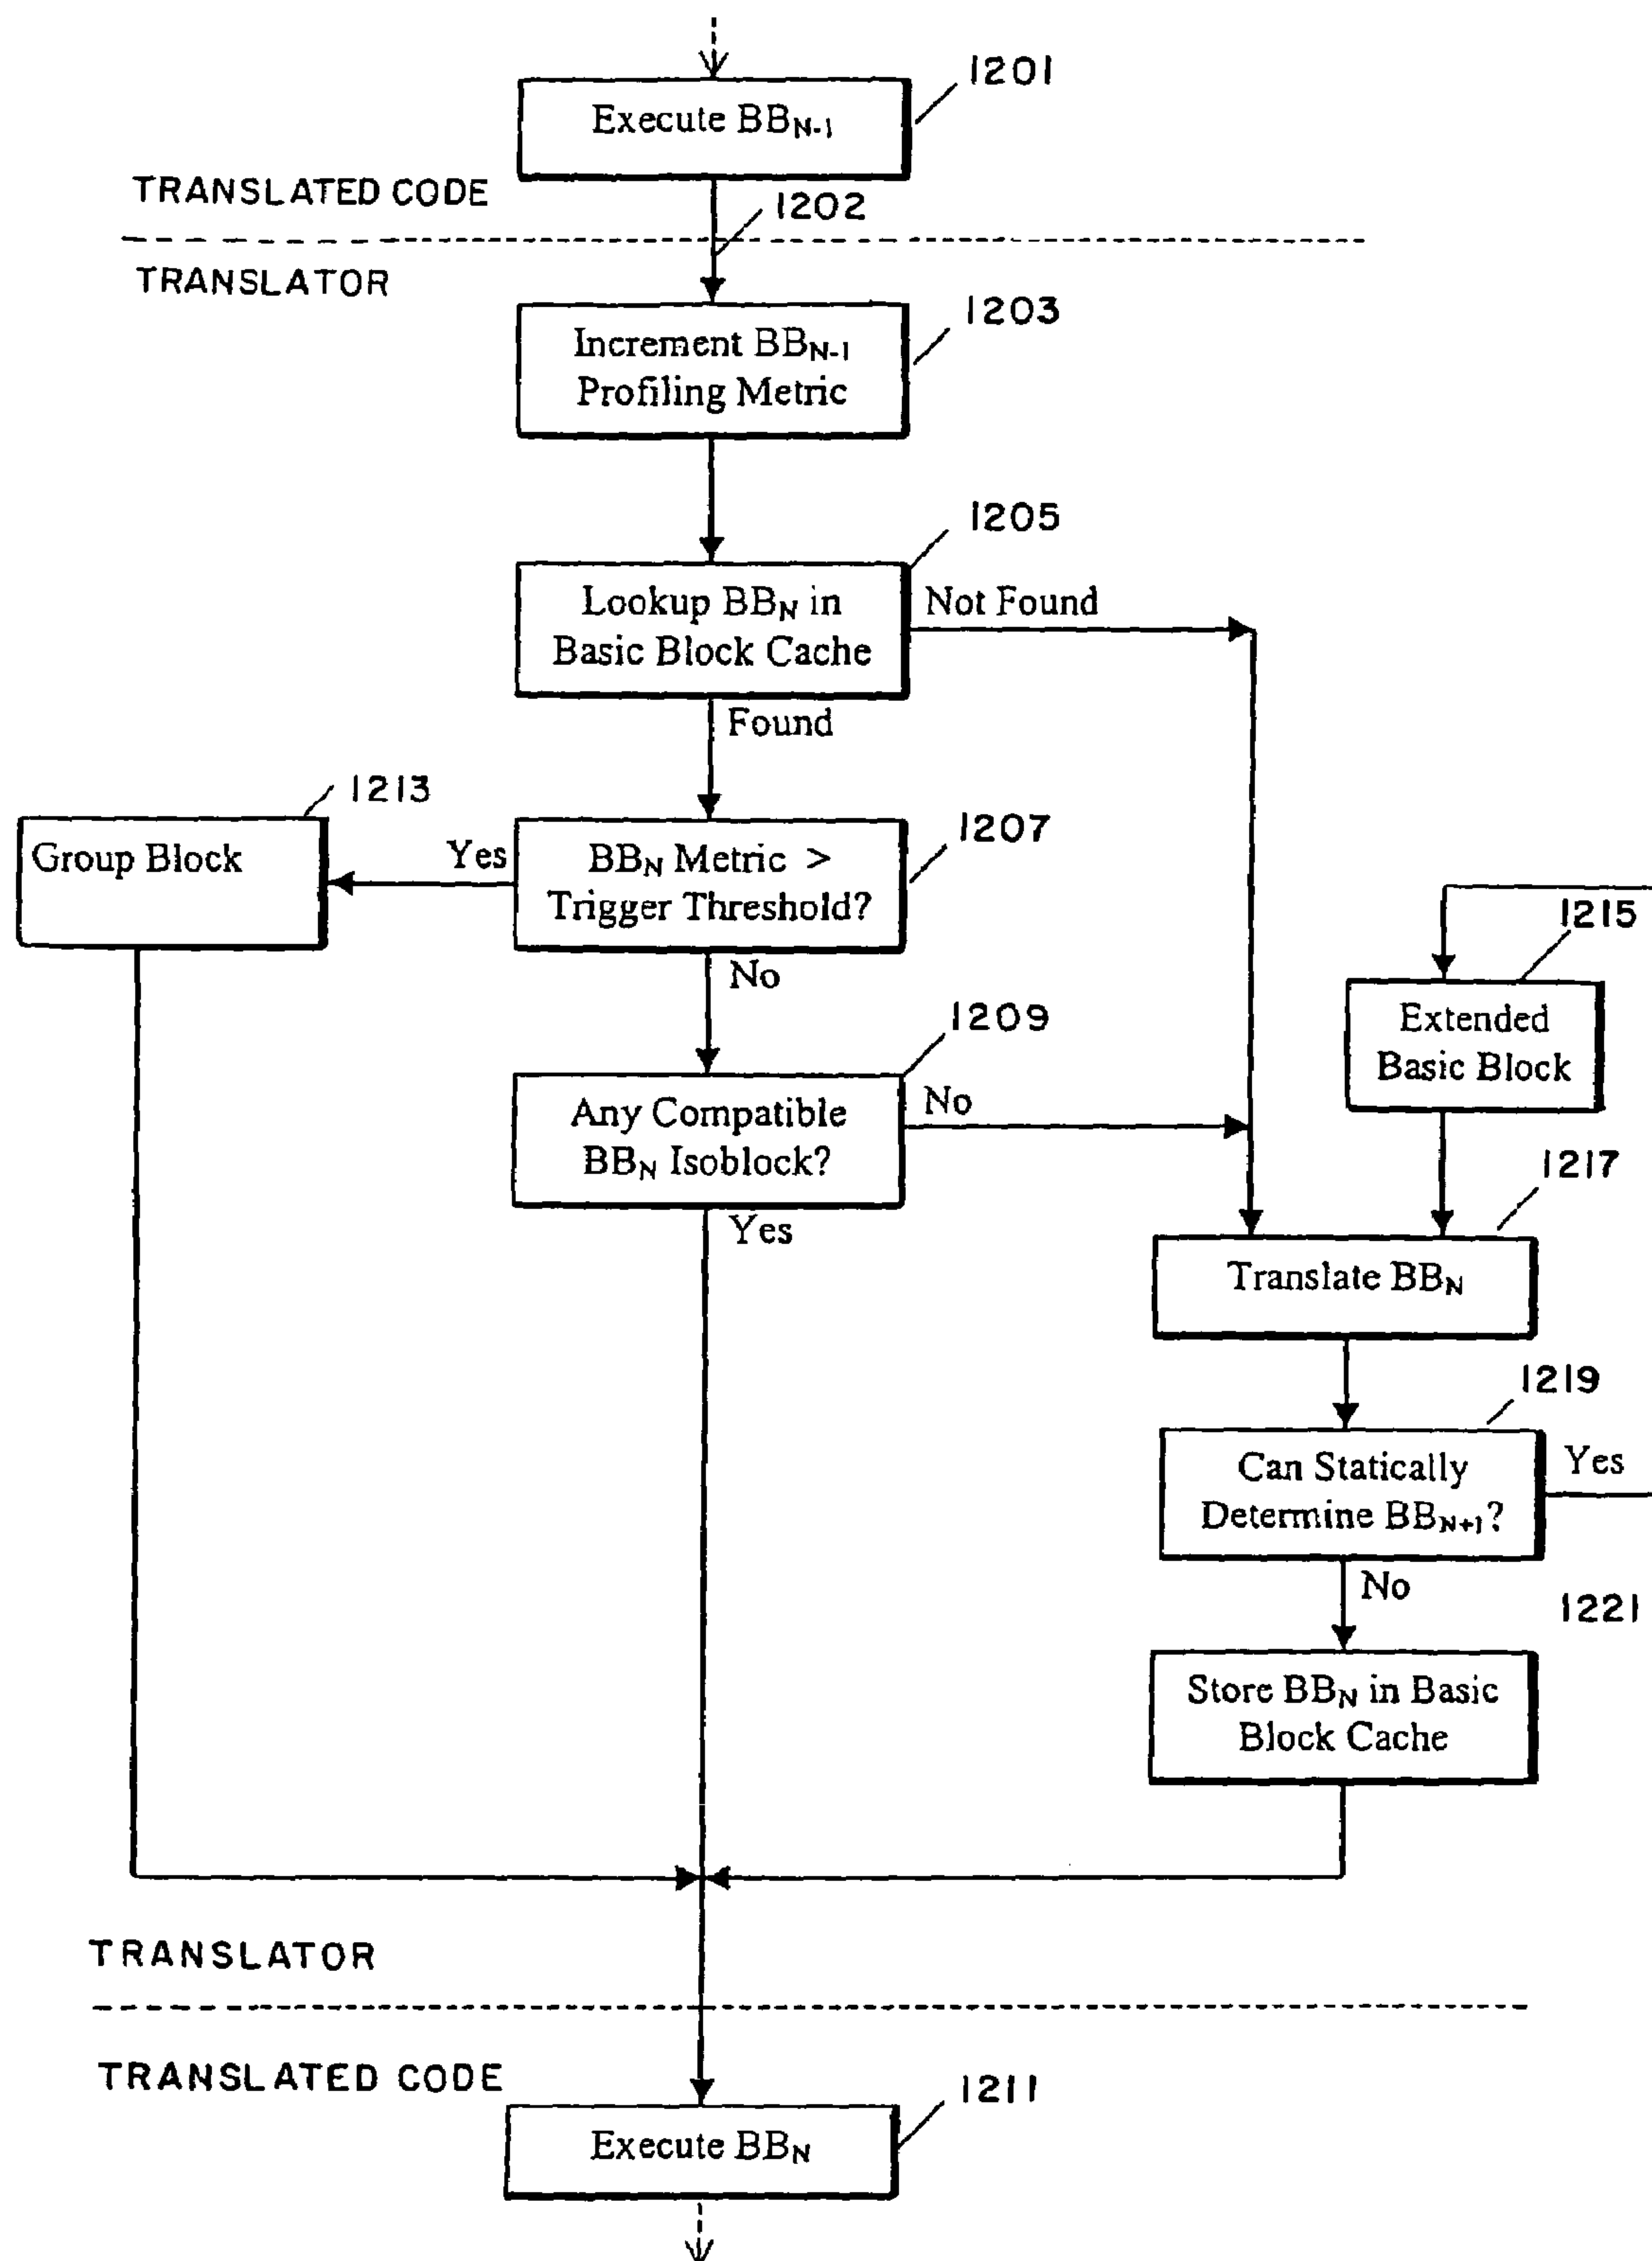 1201
Execute BBN-1
TRANSLATED CODE
1202
TRANSLATOR
1203
Increment BBN-1
Profiling Metric
1205
Lookup BBN in
Basic Block Cache
Not Found
Found
1213
Group Block
Yes
1207
BBN Metric >
Trigger Threshold?
No
1215
Extended
Basic Block
1209
Any Compatible
BBN Isoblock?
No
Yes
1217
Translate BBN
1219
Can Statically
Determine BBN+1?
Yes
No
1221
Store BBN in Basic
Block Cache
TRANSLATOR
TRANSLATED CODE
1211
Execute BBN